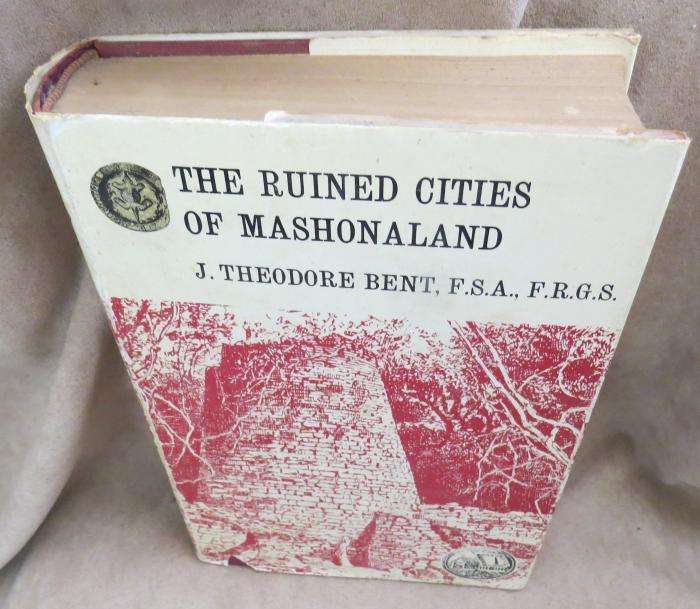 THE RUINED CITIES
OF MASHONALAND
J. THEODORE BENT, F.S.A., F.R.G.S.